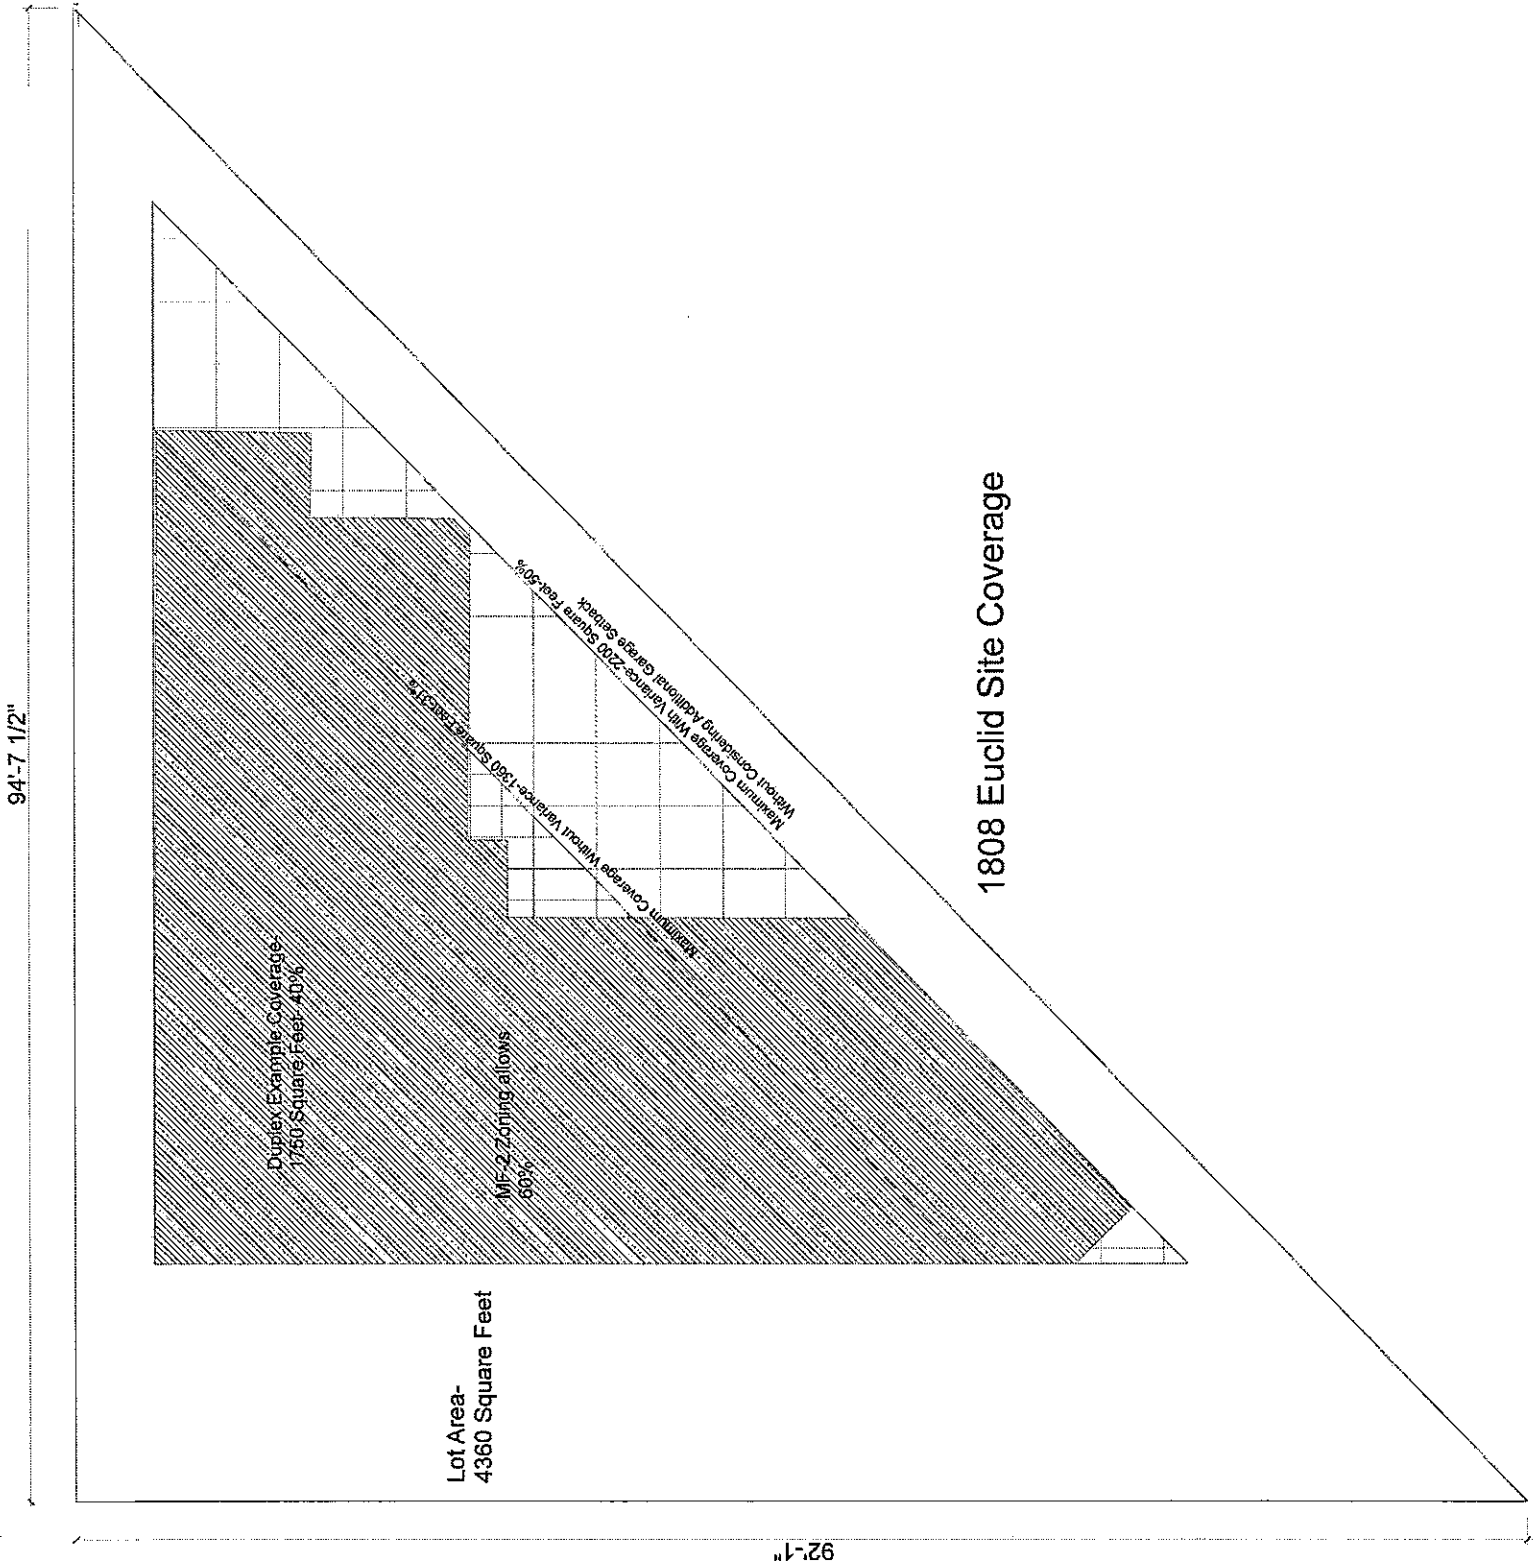 94'-7 1/2"
Maximum Coverage With Variance-2200 Square Feet-50%
Without Considering Additional Garage Setback
Maximum Coverage Without Variance-1360 Square Feet-31%
Duplex Example Coverage-
1750 Square Feet- 40%
MF-2 Zoning allows
60%
Lot Area-
4360 Square Feet
1808 Euclid Site Coverage
92'-1"